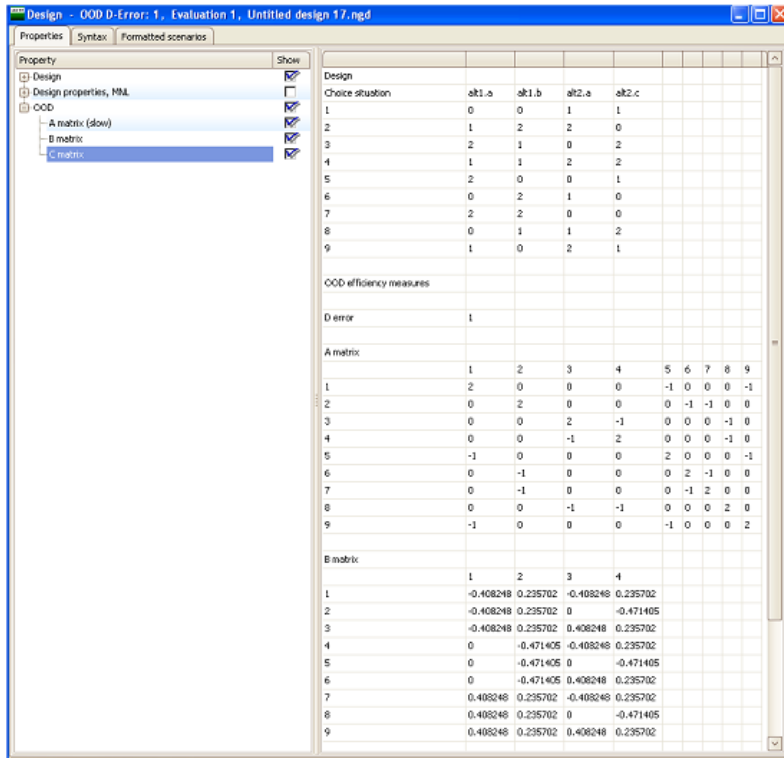 Design - OOD D-Error: 1, Evaluation 1, Untitled design 17.ngd
Properties Syntax Formatted scenarios
Property Show
Design
Design properties, MNL
OOD
A matrix (slow)
B matrix
C matrix
Design
Choice situation alt1.a alt1.b alt2.a alt2.c
1 0 0 1 1
2 1 2 2 0
3 2 1 0 2
4 1 1 2 2
5 2 0 0 1
6 0 2 1 0
7 2 2 0 0
8 0 1 1 2
9 1 0 2 1
OOD efficiency measures
D error 1
A matrix
1 2 3 4 5 6 7 8 9
1 2 0 0 0 -1 0 0 0 -1
2 0 2 0 0 0 -1 -1 0 0
3 0 0 2 -1 0 0 0 -1 0
4 0 0 -1 2 0 0 0 -1 0
5 -1 0 0 0 2 0 0 0 -1
6 0 -1 0 0 0 2 -1 0 0
7 0 -1 0 0 0 -1 2 0 0
8 0 0 -1 -1 0 0 0 2 0
9 -1 0 0 0 -1 0 0 0 2
B matrix
1 2 3 4
1 -0.408248 0.235702 -0.408248 0.235702
2 -0.408248 0.235702 0 -0.471405
3 -0.408248 0.235702 0.408248 0.235702
4 0 -0.471405 -0.408248 0.235702
5 0 -0.471405 0 -0.471405
6 0 -0.471405 0.408248 0.235702
7 0.408248 0.235702 -0.408248 0.235702
8 0.408248 0.235702 0 -0.471405
9 0.408248 0.235702 0.408248 0.235702